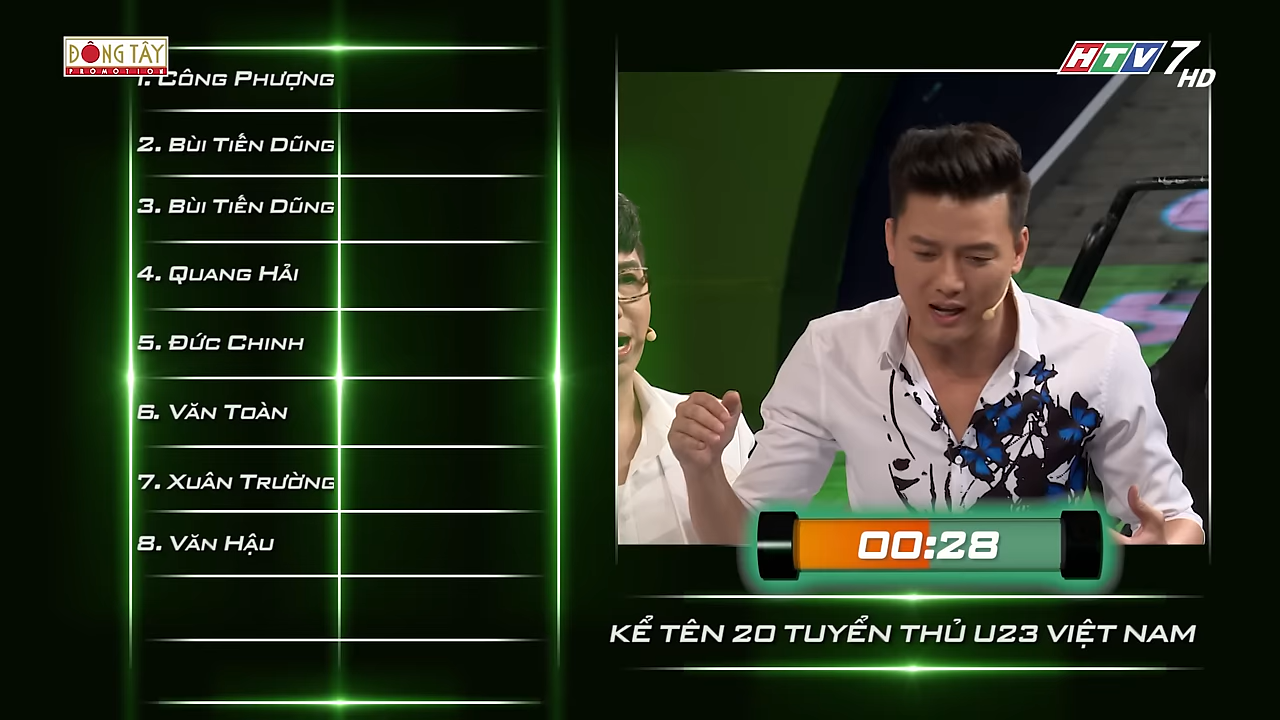 ĐÔNG TÂY
PROMOTION
HTV7
HD
1. CÔNG PHƯỢNG
2. BÙI TIẾN DŨNG
3. BÙI TIẾN DŨNG
4. QUANG HẢI
5. ĐỨC CHINH
6. VĂN TOÀN
7. XUÂN TRƯỜNG
8. VĂN HẬU
00:28
KỂ TÊN 20 TUYỂN THỦ U23 VIỆT NAM